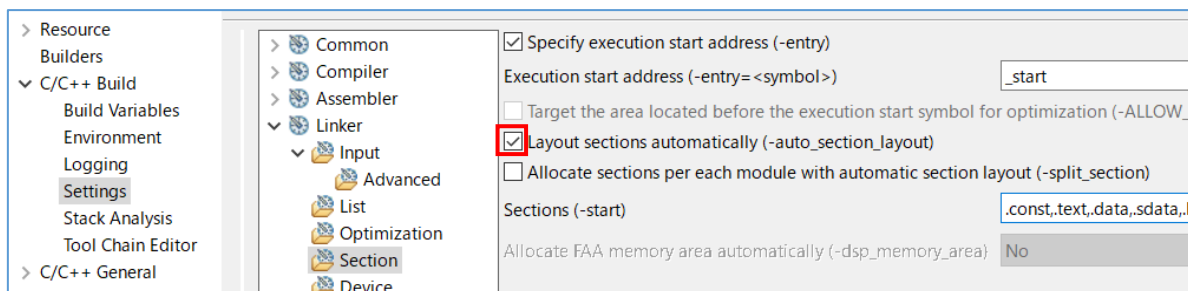 Resource
Builders
C/C++ Build
Build Variables
Environment
Logging
Settings
Stack Analysis
Tool Chain Editor
C/C++ General
Common
Compiler
Assembler
Linker
Input
Advanced
List
Optimization
Section
Device
Specify execution start address (-entry)
Execution start address (-entry=<symbol>)
_start
Target the area located before the execution start symbol for optimization (-ALLOW_
Layout sections automatically (-auto_section_layout)
Allocate sections per each module with automatic section layout (-split_section)
Sections (-start)
.const,.text,.data,.sdata,.
Allocate FAA memory area automatically (-dsp_memory_area)
No